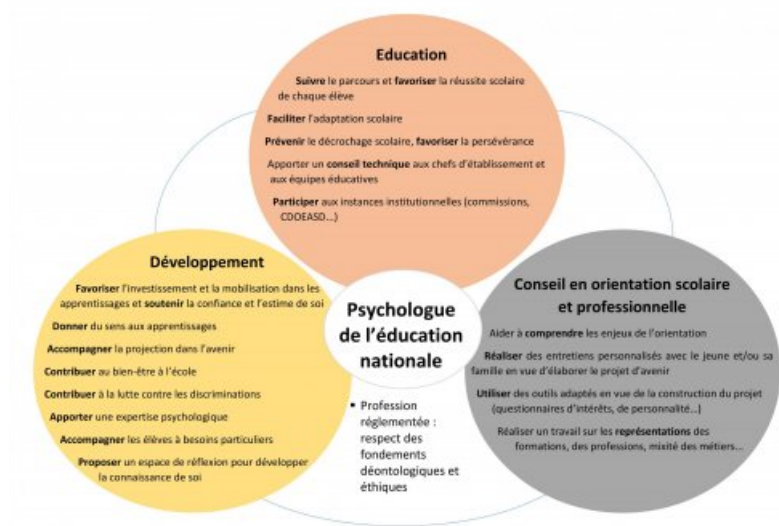 Education
Suivre le parcours et favoriser la réussite scolaire
de chaque élève
Faciliter l'adaptation scolaire
Prévenir le décrochage scolaire, favoriser la persévérance
Apporter un conseil technique aux chefs d'établissement et
aux équipes éducatives
Participer aux instances institutionnelles (commissions,
CDOEASD...)
Développement
Favoriser l'investissement et la mobilisation dans les
apprentissages et soutenir la confiance et l'estime de soi
Donner du sens aux apprentissages
Accompagner la projection dans l'avenir
Contribuer au bien-être à l'école
Contribuer à la lutte contre les discriminations
Apporter une expertise psychologique
Accompagner les élèves à besoins particuliers
Proposer un espace de réflexion pour développer
la connaissance de soi
Psychologue
de l'éducation
nationale
• Profession
réglementée :
respect des
fondements
déontologiques et
éthiques
Conseil en orientation scolaire
et professionnelle
Aider à comprendre les enjeux de l'orientation
Réaliser des entretiens personnalisés avec le jeune et/ou sa
famille en vue d'élaborer le projet d'avenir
Utiliser des outils adaptés en vue de la construction du projet
(questionnaires d'intérêts, de personnalité...)
Réaliser un travail sur les représentations des
formations, des professions, mixité des métiers...